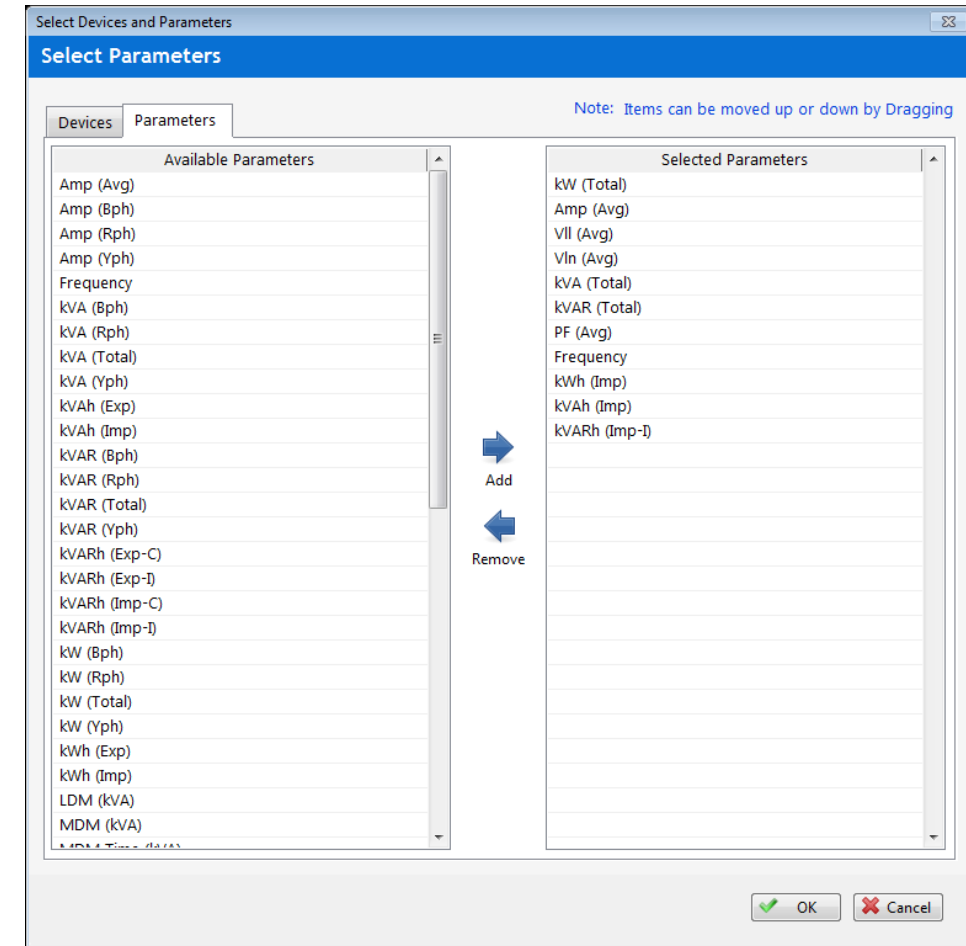 Select Devices and Parameters
Select Parameters
Note: Items can be moved up or down by Dragging
Devices
Parameters
Available Parameters
Amp (Avg)
Amp (Bph)
Amp (Rph)
Amp (Yph)
Frequency
kVA (Bph)
kVA (Rph)
kVA (Total)
kVA (Yph)
kVAh (Exp)
kVAh (Imp)
kVAR (Bph)
kVAR (Rph)
kVAR (Total)
kVAR (Yph)
kVARh (Exp-C)
kVARh (Exp-I)
kVARh (Imp-C)
kVARh (Imp-I)
kW (Bph)
kW (Rph)
kW (Total)
kW (Yph)
kWh (Exp)
kWh (Imp)
LDM (kVA)
MDM (kVA)
MDM Time (kVA)
Add
Remove
Selected Parameters
kW (Total)
Amp (Avg)
Vll (Avg)
Vln (Avg)
kVA (Total)
kVAR (Total)
PF (Avg)
Frequency
kWh (Imp)
kVAh (Imp)
kVARh (Imp-I)
OK
Cancel